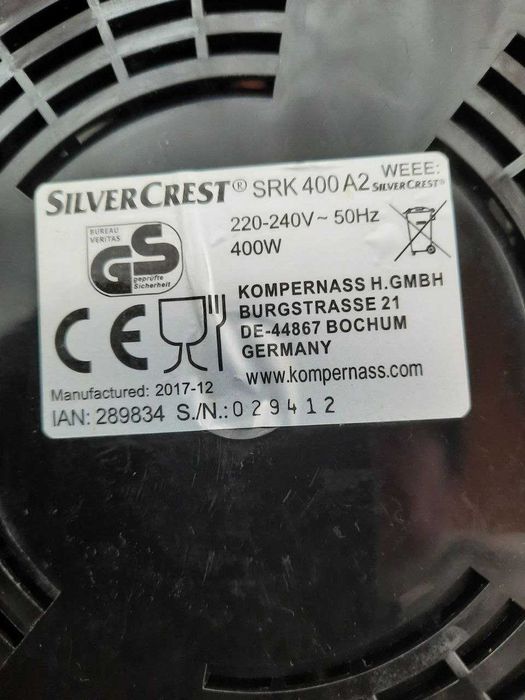 SILVERCREST® SRK 400 A2
WEEE:
SILVERCREST®
220-240V ~ 50Hz
400W
BUREAU
VERITAS
GS
geprüfte
Sicherheit
CE
KOMPERNASS H.GMBH
BURGSTRASSE 21
DE-44867 BOCHUM
GERMANY
www.kompernass.com
Manufactured: 2017-12
IAN: 289834 S./N.: 029412